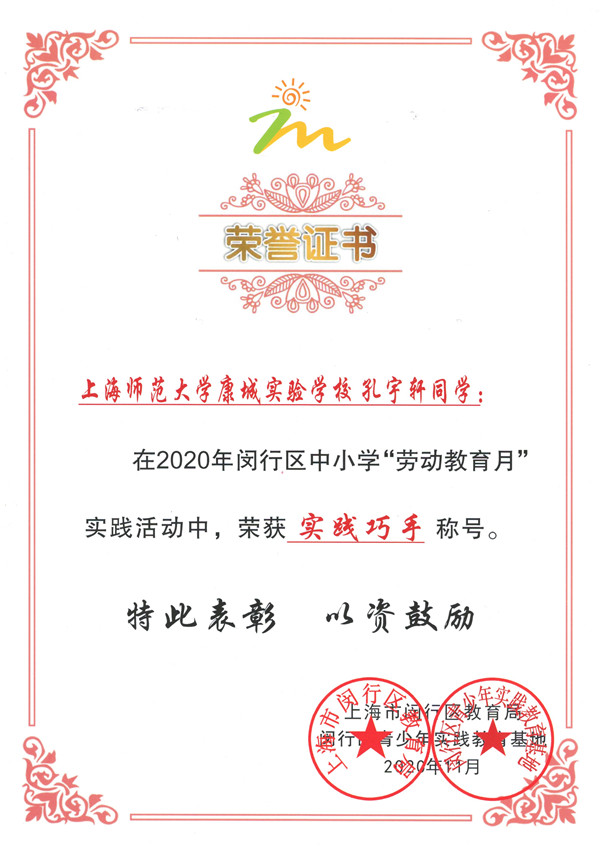 荣誉证书
上海师范大学康城实验学校 孔宇轩同学：
在2020年闵行区中小学“劳动教育月”
实践活动中，荣获 实践巧手 称号。
特此表彰 以资鼓励
上海市闵行区教育局
闵行区青少年实践教育基地
2020年11月
上海市闵行区教育局
闵行区青少年实践教育基地